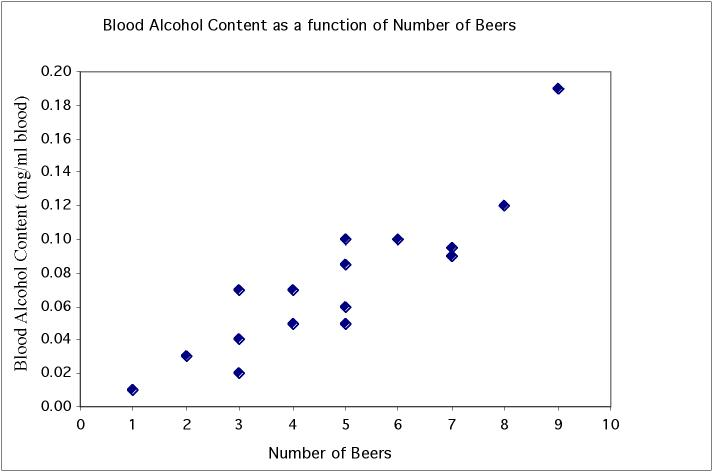 Blood Alcohol Content as a function of Number of Beers
Blood Alcohol Content (mg/ml blood)
0.20
0.18
0.16
0.14
0.12
0.10
0.08
0.06
0.04
0.02
0.00
0 1 2 3 4 5 6 7 8 9 10
Number of Beers